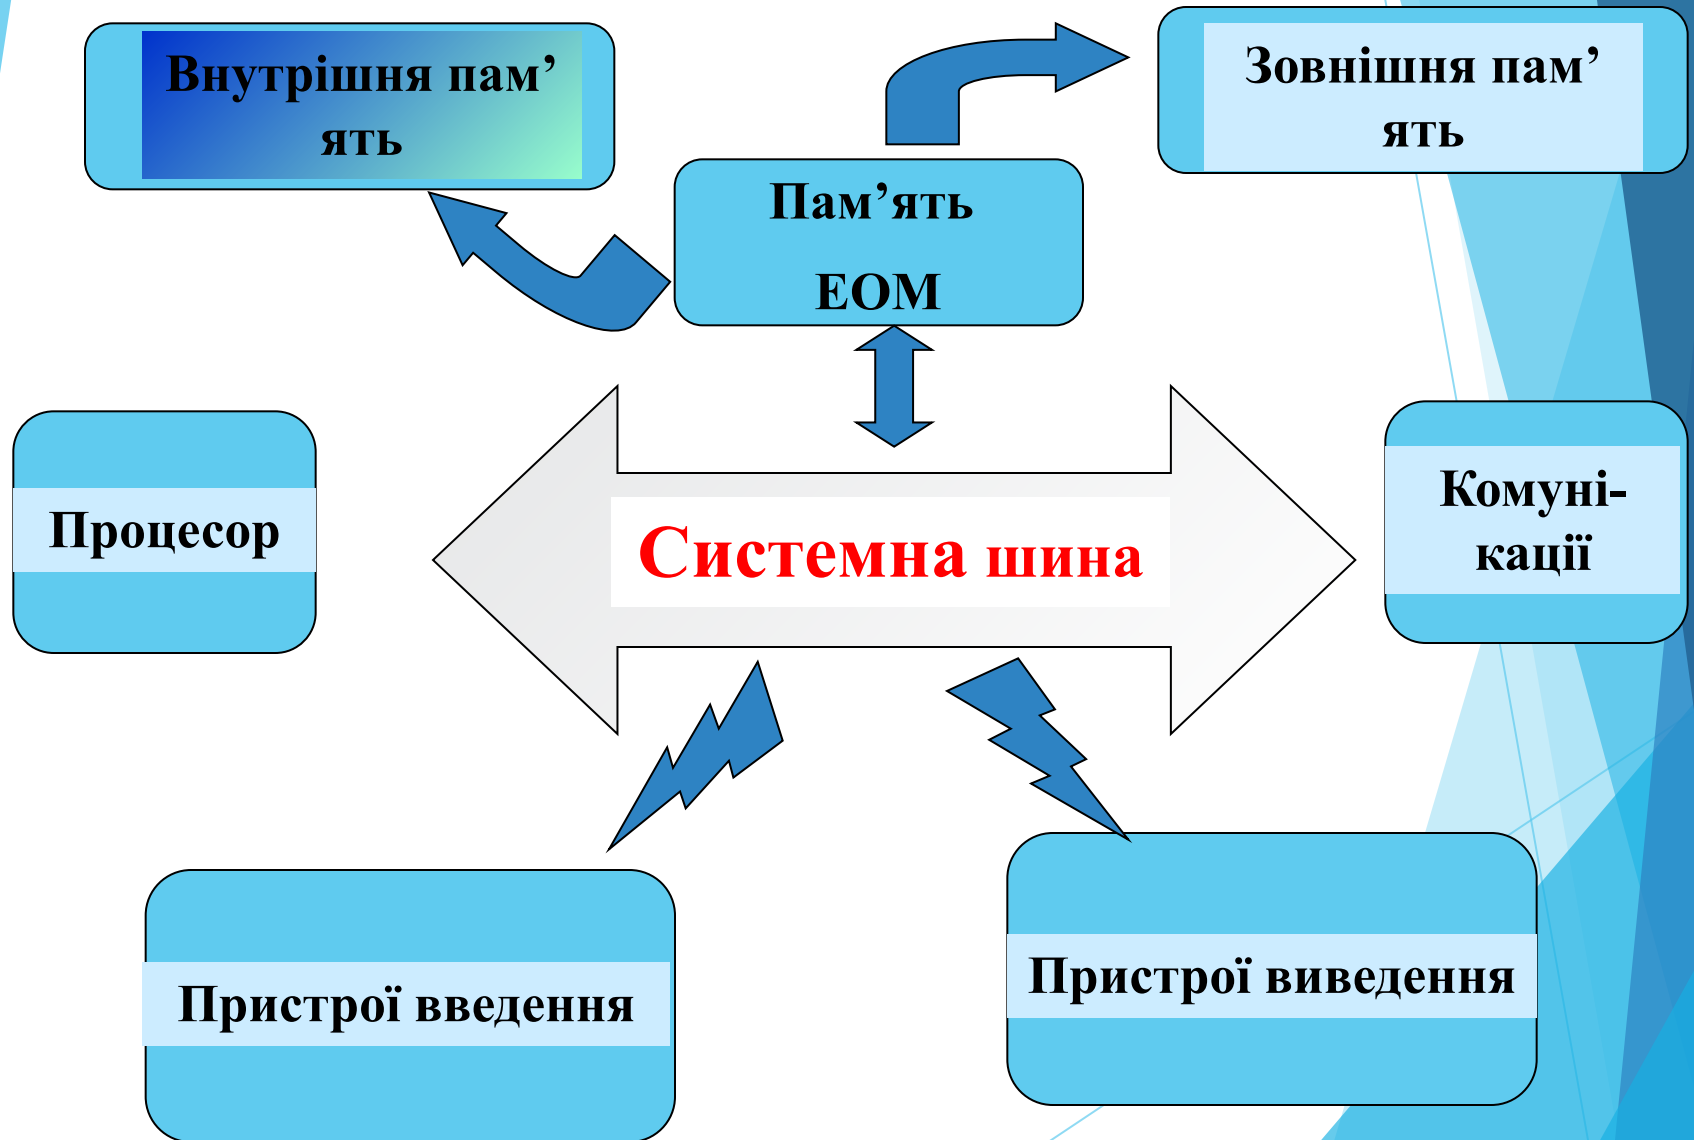 Внутрішня пам’
ять
Зовнішня пам’
ять
Пам’ять
ЕОМ
Процесор
Системна шина
Комуні-
кації
Пристрої введення
Пристрої виведення